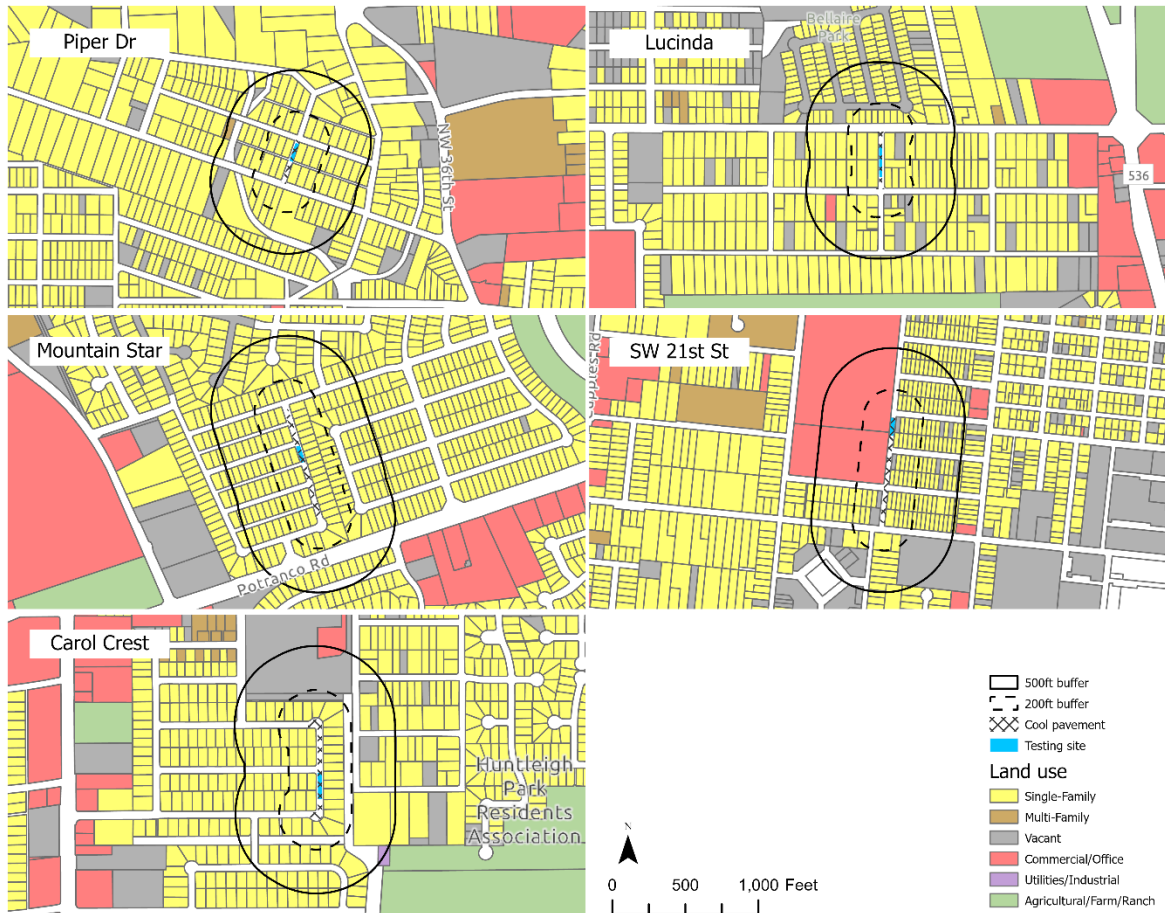 Piper Dr
NW 36th St
Bellaire
Park
Lucinda
536
Mountain Star
Potranco Rd
SW 21st St
Cupples Rd
Carol Crest
Huntleigh
Park
Residents
Association
500ft buffer
200ft buffer
Cool pavement
Testing site
Land use
Single-Family
Multi-Family
Vacant
Commercial/Office
Utilities/Industrial
Agricultural/Farm/Ranch
N
0 500 1,000 Feet